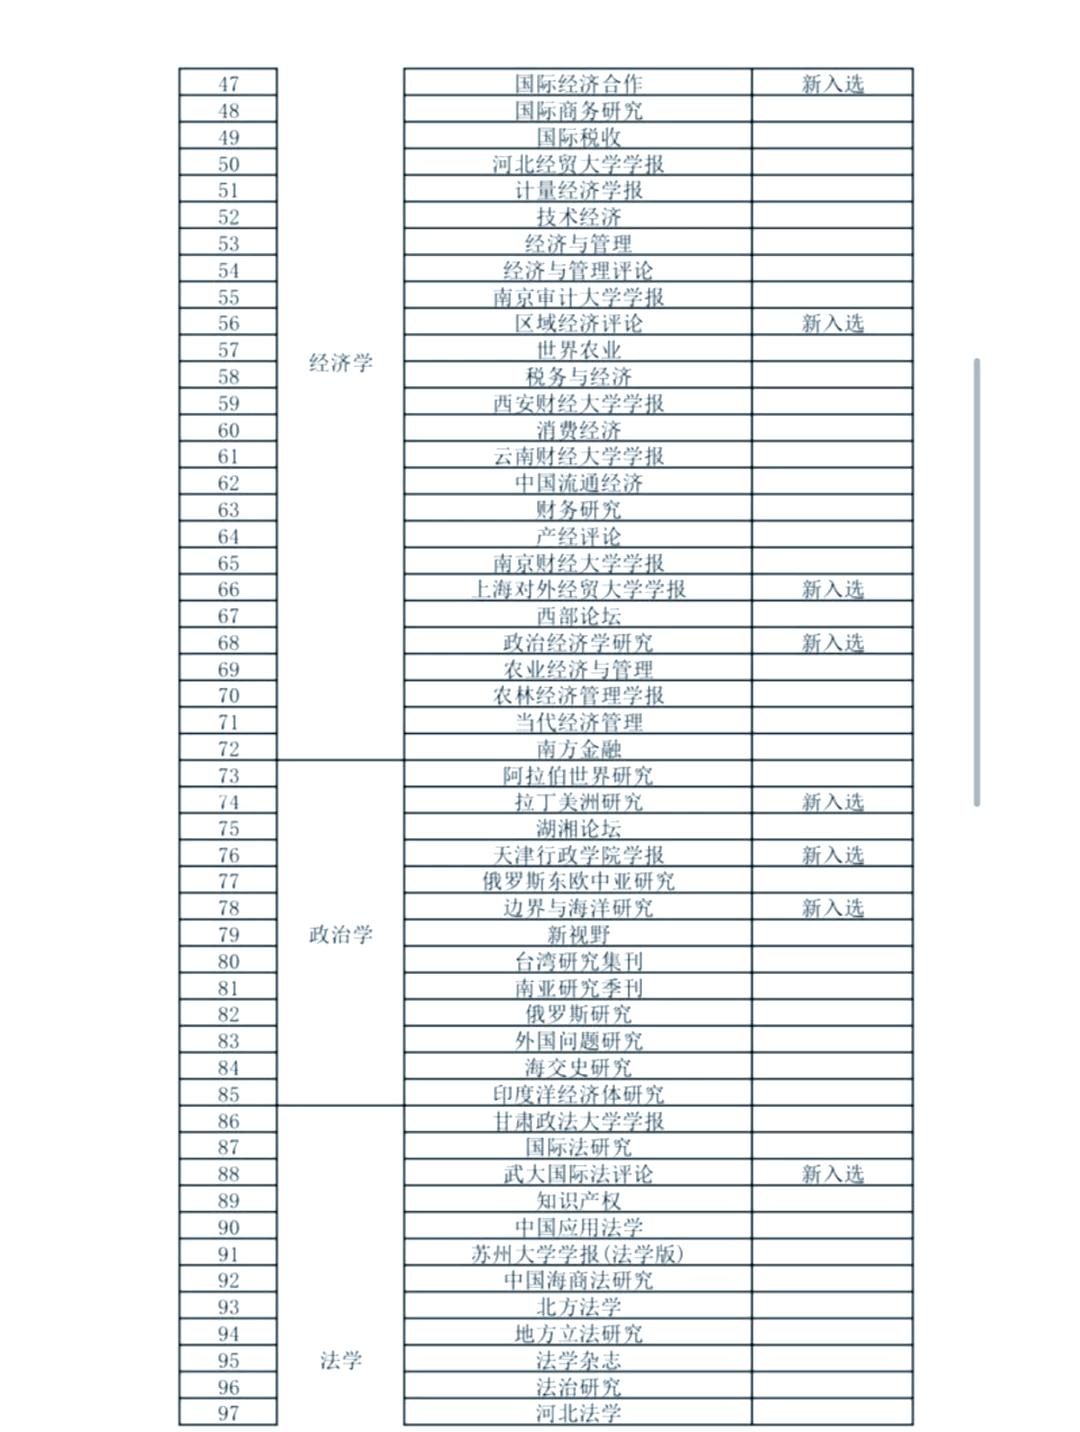 47 国际经济合作 新入选
48 国际商务研究
49 国际税收
50 河北经贸大学学报
51 计量经济学报
52 技术经济
53 经济与管理
54 经济与管理评论
55 南京审计大学学报
56 区域经济评论 新入选
57 世界农业
经济学
58 税务与经济
59 西安财经大学学报
60 消费经济
61 云南财经大学学报
62 中国流通经济
63 财务研究
64 产经评论
65 南京财经大学学报
66 上海对外经贸大学学报 新入选
67 西部论坛
68 政治经济学研究 新入选
69 农业经济与管理
70 农林经济管理学报
71 当代经济管理
72 南方金融
73 阿拉伯世界研究
74 拉丁美洲研究 新入选
75 湖湘论坛
76 天津行政学院学报 新入选
77 俄罗斯东欧中亚研究
78 边界与海洋研究 新入选
79 政治学 新视野
80 台湾研究集刊
81 南亚研究季刊
82 俄罗斯研究
83 外国问题研究
84 海交史研究
85 印度洋经济体研究
86 甘肃政法大学学报
87 国际法研究
88 武大国际法评论 新入选
89 知识产权
90 中国应用法学
91 苏州大学学报(法学版)
92 中国海商法研究
93 北方法学
94 地方立法研究
95 法学 法学杂志
96 法治研究
97 河北法学